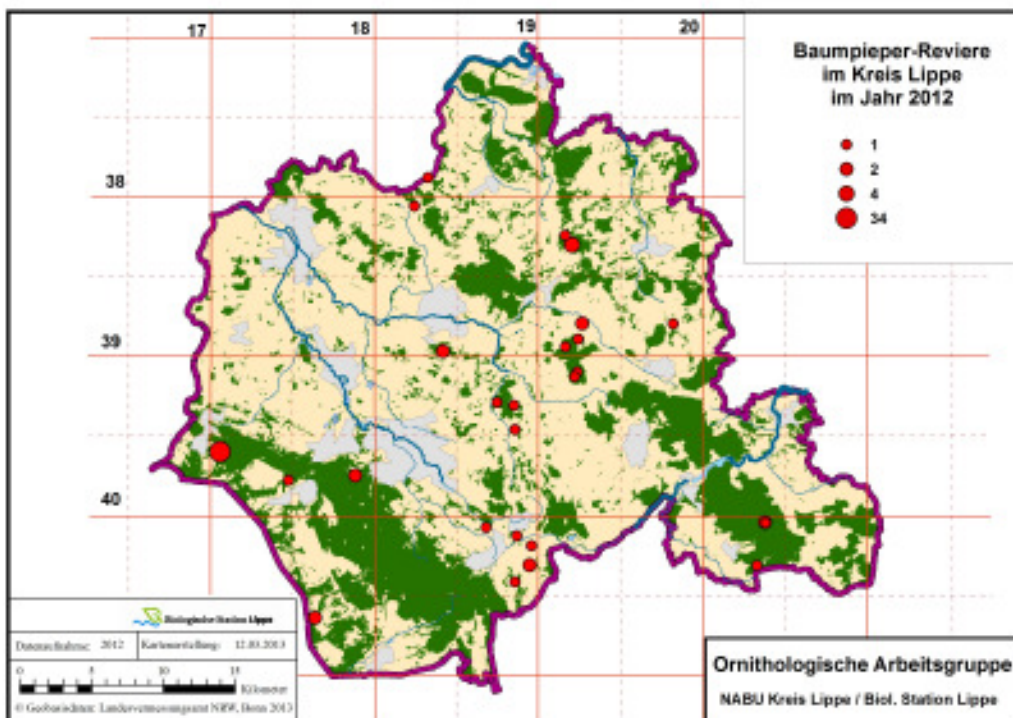 17 18 19 20
Baumpieper-Reviere
im Kreis Lippe
im Jahr 2012
1
2
4
34
38
39
40
Biologische Station Lippe
Datenaufnahme: 2012 Kartenerstellung: 12.03.2013
0 5 10 15
Kilometer
© Geobasisdaten: Landesvermessungsamt NRW, Bonn 2013
Ornithologische Arbeitsgruppe
NABU Kreis Lippe / Biol. Station Lippe